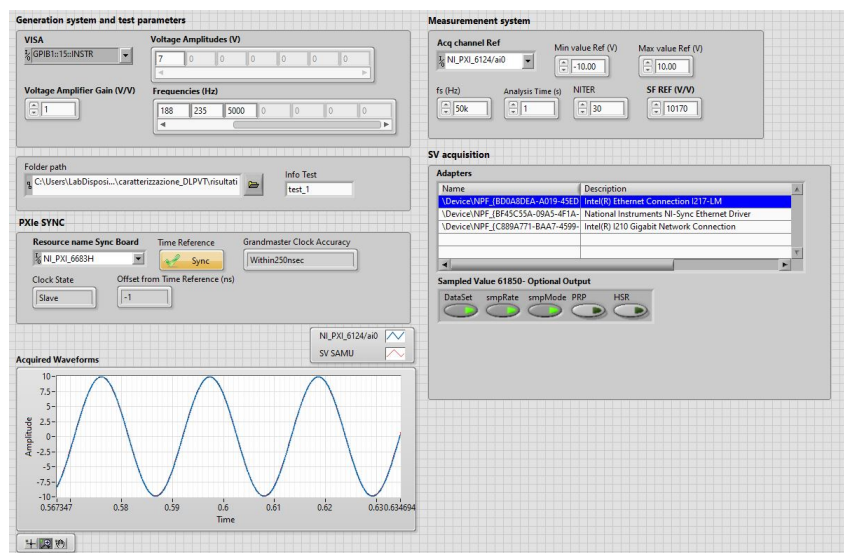 Generation system and test parameters
VISA
GPIB1::15::INSTR
Voltage Amplitudes (V)
7 0 0 0 0 0
Voltage Amplifier Gain (V/V)
1
Frequencies (Hz)
188 235 5000 0 0 0
Folder path
C:\Users\LabDisposi...\caratterizzazione_DLPVT\risultati
Info Test
test_1
PXIe SYNC
Resource name Sync Board
NI_PXI_6683H
Time Reference
Sync
Grandmaster Clock Accuracy
Within250nsec
Clock State
Slave
Offset from Time Reference (ns)
-1
NI_PXI_6124/ai0
SV SAMU
Acquired Waveforms
Amplitude
10-
7.5-
5-
2.5-
0-
-2.5-
-5-
-7.5-
-10-
0.567347 0.58 0.59 0.6 0.61 0.62 0.63 0.634694
Time
Measuremenent system
Acq channel Ref
NI_PXI_6124/ai0
Min value Ref (V)
-10.00
Max value Ref (V)
10.00
fs (Hz)
50k
Analysis Time (s)
1
NITER
30
SF REF (V/V)
10170
SV acquisition
Adapters
Name Description
\Device\NPF_{BD0A8DEA-A019-45ED Intel(R) Ethernet Connection I217-LM
\Device\NPF_{BF45C55A-09A5-4F1A- National Instruments NI-Sync Ethernet Driver
\Device\NPF_{C889A771-BAA7-4599- Intel(R) I210 Gigabit Network Connection
Sampled Value 61850- Optional Output
DataSet smpRate smpMode PRP HSR